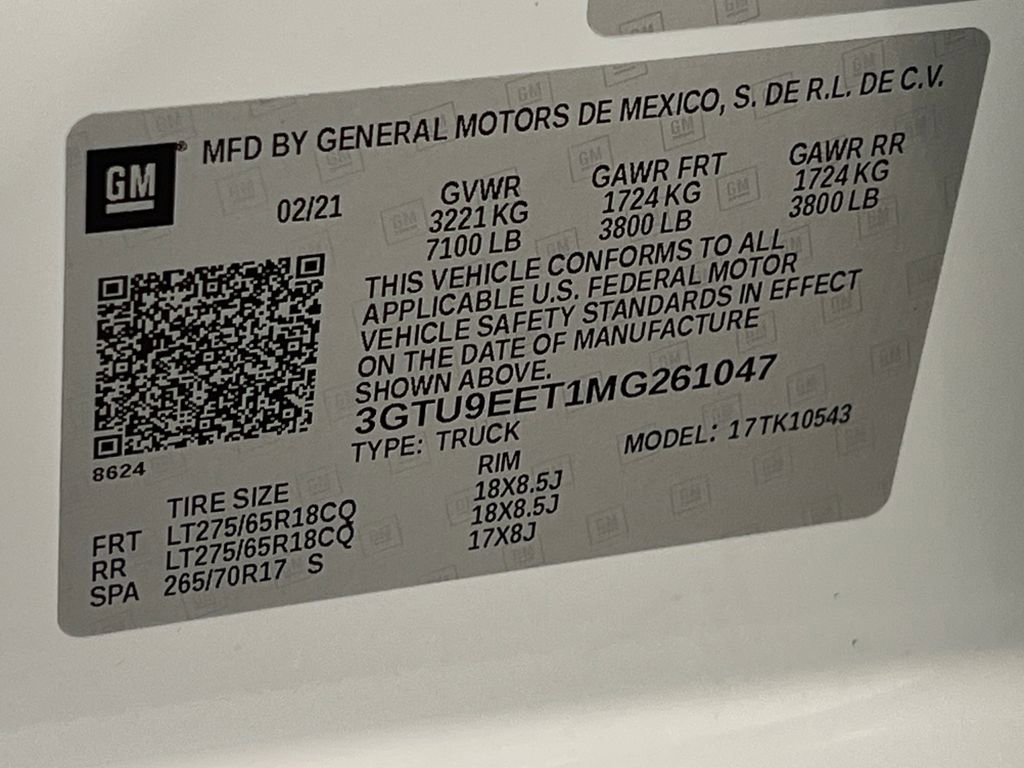 GM® MFD BY GENERAL MOTORS DE MEXICO, S. DE R.L. DE C.V.
02/21 GVWR GAWR FRT GAWR RR
3221 KG 1724 KG 1724 KG
7100 LB 3800 LB 3800 LB
THIS VEHICLE CONFORMS TO ALL
APPLICABLE U.S. FEDERAL MOTOR
VEHICLE SAFETY STANDARDS IN EFFECT
ON THE DATE OF MANUFACTURE
SHOWN ABOVE.
3GTU9EET1MG261047
8624 TYPE: TRUCK MODEL: 17TK10543
TIRE SIZE RIM
FRT LT275/65R18CQ 18X8.5J
RR LT275/65R18CQ 18X8.5J
SPA 265/70R17 S 17X8J